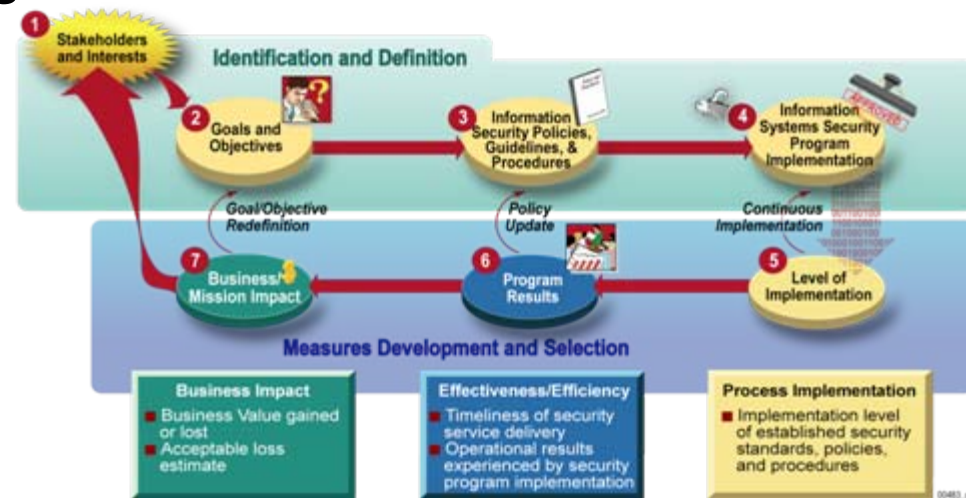 1
Stakeholders
and Interests
Identification and Definition
2
Goals and
Objectives
3
Information
Security Policies,
Guidelines, &
Procedures
4
Information
Systems Security
Program
Implementation
APPROVED
Goal/Objective
Redefinition
Policy
Update
Continuous
Implementation
7
Business/
Mission Impact
6
Program
Results
5
Level of
Implementation
Measures Development and Selection
Business Impact
Business Value gained
or lost
Acceptable loss
estimate
Effectiveness/Efficiency
Timeliness of security
service delivery
Operational results
experienced by security
program implementation
Process Implementation
Implementation level
of established security
standards, policies,
and procedures